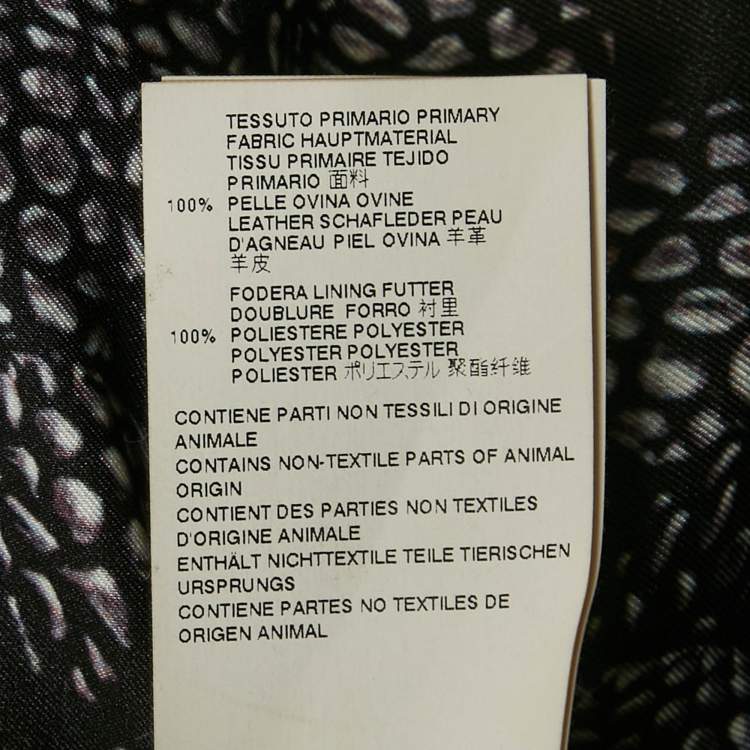 TESSUTO PRIMARIO PRIMARY
FABRIC HAUPTMATERIAL
TISSU PRIMAIRE TEJIDO
PRIMARIO 面料
100% PELLE OVINA OVINE
LEATHER SCHAFLEDER PEAU
D'AGNEAU PIEL OVINA 羊革
羊皮
FODERA LINING FUTTER
DOUBLURE FORRO 衬里
100% POLIESTERE POLYESTER
POLYESTER POLYESTER
POLIESTER ポリエステル 聚酯纤维
CONTIENE PARTI NON TESSILI DI ORIGINE
ANIMALE
CONTAINS NON-TEXTILE PARTS OF ANIMAL
ORIGIN
CONTIENT DES PARTIES NON TEXTILES
D'ORIGINE ANIMALE
ENTHÄLT NICHTTEXTILE TEILE TIERISCHEN
URSPRUNGS
CONTIENE PARTES NO TEXTILES DE
ORIGEN ANIMAL